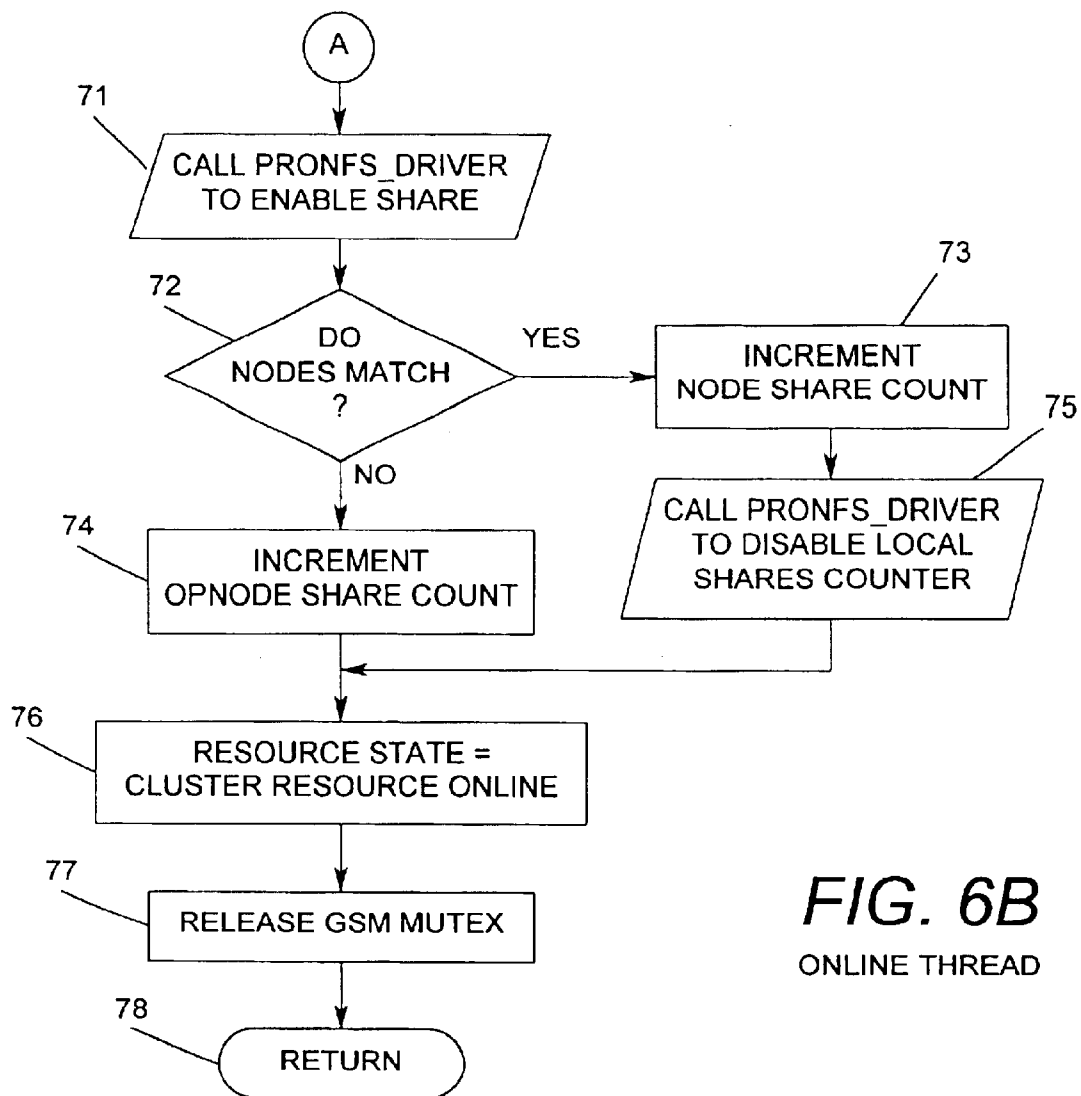 A
71
CALL PRONFS_DRIVER
TO ENABLE SHARE
72
DO
NODES MATCH
?
YES
73
INCREMENT
NODE SHARE COUNT
75
CALL PRONFS_DRIVER
TO DISABLE LOCAL
SHARES COUNTER
NO
74
INCREMENT
OPNODE SHARE COUNT
76
RESOURCE STATE =
CLUSTER RESOURCE ONLINE
77
RELEASE GSM MUTEX
78
RETURN
FIG. 6B
ONLINE THREAD